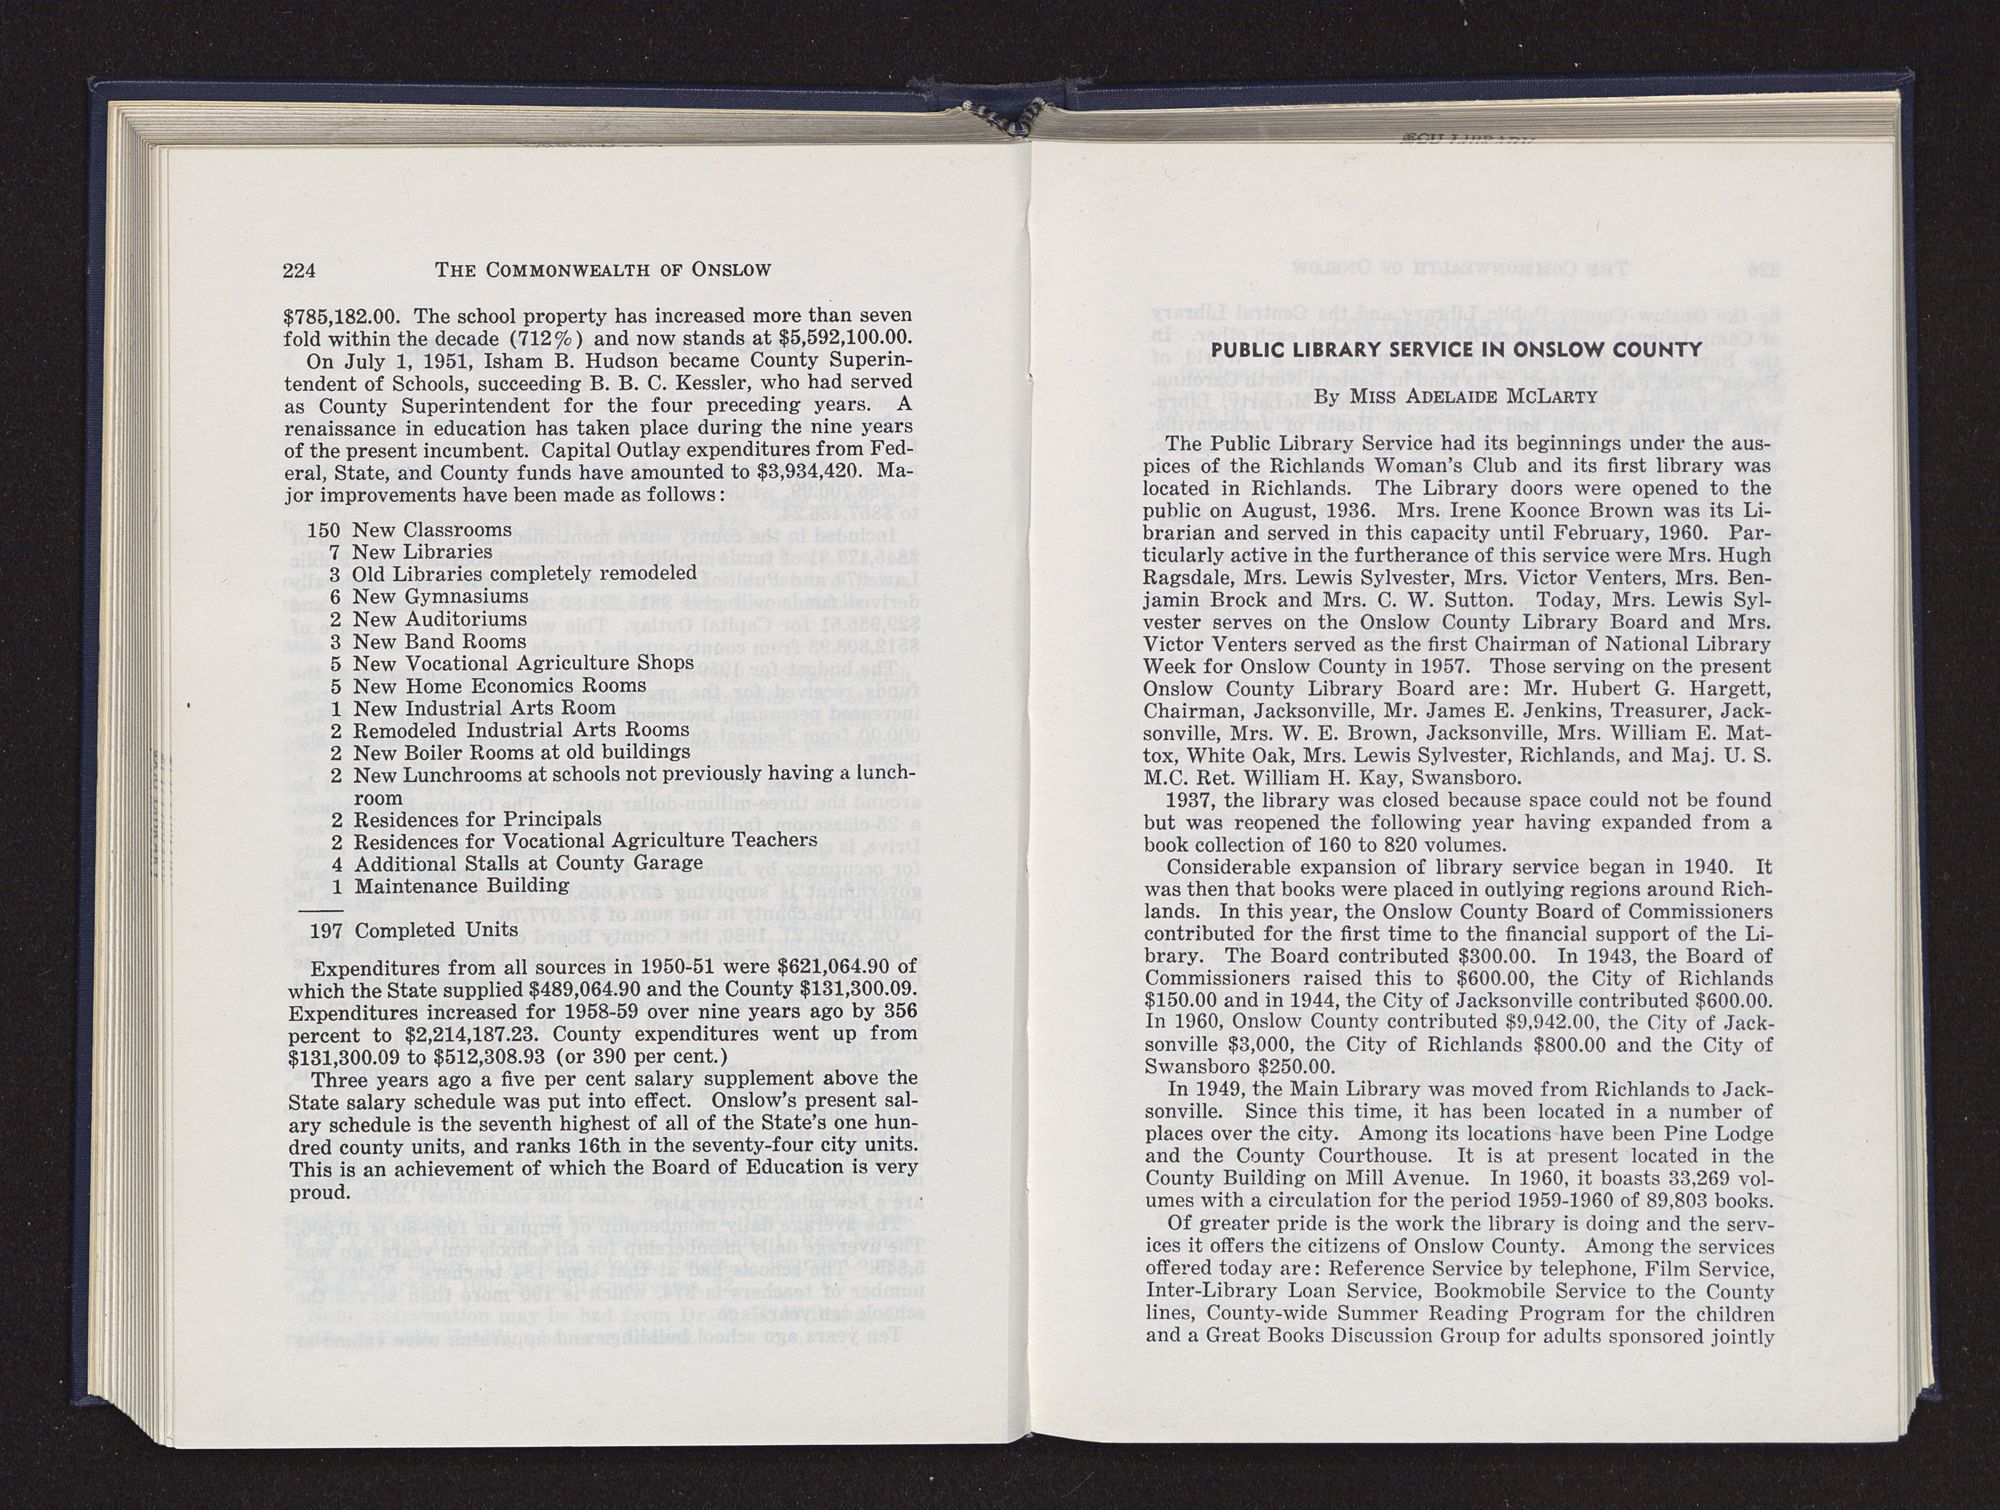 224 THE COMMONWEALTH OF ONSLOW
$785,182.00. The school property has increased more than seven
fold within the decade (712%) and now stands at $5,592,100.00.
On July 1, 1951, Isham B. Hudson became County Superin-
tendent of Schools, succeeding B. B. C. Kessler, who had served
as County Superintendent for the four preceding years. A
renaissance in education has taken place during the nine years
of the present incumbent. Capital Outlay expenditures from Fed-
eral, State, and County funds have amounted to $3,934,420. Ma-
jor improvements have been made as follows:
150 New Classrooms
7 New Libraries
3 Old Libraries completely remodeled
6 New Gymnasiums
2 New Auditoriums
3 New Band Rooms
5 New Vocational Agriculture Shops
5 New Home Economics Rooms
1 New Industrial Arts Room
2 Remodeled Industrial Arts Rooms
2 New Boiler Rooms at old buildings
2 New Lunchrooms at schools not previously having a lunch-
room
2 Residences for Principals
2 Residences for Vocational Agriculture Teachers
4 Additional Stalls at County Garage
1 Maintenance Building
197 Completed Units
Expenditures from all sources in 1950-51 were $621,064.90 of
which the State supplied $489,064.90 and the County $131,300.09.
Expenditures increased for 1958-59 over nine years ago by 356
percent to $2,214,187.23. County expenditures went up from
$131,300.09 to $512,308.93 (or 390 per cent.)
Three years ago a five per cent salary supplement above the
State salary schedule was put into effect. Onslow's present sal-
ary schedule is the seventh highest of all of the State's one hun-
dred county units, and ranks 16th in the seventy-four city units.
This is an achievement of which the Board of Education is very
proud.
PUBLIC LIBRARY SERVICE IN ONSLOW COUNTY
By MISS ADELAIDE MCLARTY
The Public Library Service had its beginnings under the aus-
pices of the Richlands Woman's Club and its first library was
located in Richlands. The Library doors were opened to the
public on August, 1936. Mrs. Irene Koonce Brown was its Li-
brarian and served in this capacity until February, 1960. Par-
ticularly active in the furtherance of this service were Mrs. Hugh
Ragsdale, Mrs. Lewis Sylvester, Mrs. Victor Venters, Mrs. Ben-
jamin Brock and Mrs. C. W. Sutton. Today, Mrs. Lewis Syl-
vester serves on the Onslow County Library Board and Mrs.
Victor Venters served as the first Chairman of National Library
Week for Onslow County in 1957. Those serving on the present
Onslow County Library Board are: Mr. Hubert G. Hargett,
Chairman, Jacksonville, Mr. James E. Jenkins, Treasurer, Jack-
sonville, Mrs. W. E. Brown, Jacksonville, Mrs. William E. Mat-
tox, White Oak, Mrs. Lewis Sylvester, Richlands, and Maj. U. S.
M.C. Ret. William H. Kay, Swansboro.
1937, the library was closed because space could not be found
but was reopened the following year having expanded from a
book collection of 160 to 820 volumes.
Considerable expansion of library service began in 1940. It
was then that books were placed in outlying regions around Rich-
lands. In this year, the Onslow County Board of Commissioners
contributed for the first time to the financial support of the Li-
brary. The Board contributed $300.00. In 1943, the Board of
Commissioners raised this to $600.00, the City of Richlands
$150.00 and in 1944, the City of Jacksonville contributed $600.00.
In 1960, Onslow County contributed $9,942.00, the City of Jack-
sonville $3,000, the City of Richlands $800.00 and the City of
Swansboro $250.00.
In 1949, the Main Library was moved from Richlands to Jack-
sonville. Since this time, it has been located in a number of
places over the city. Among its locations have been Pine Lodge
and the County Courthouse. It is at present located in the
County Building on Mill Avenue. In 1960, it boasts 33,269 vol-
umes with a circulation for the period 1959-1960 of 89,803 books.
Of greater pride is the work the library is doing and the serv-
ices it offers the citizens of Onslow County. Among the services
offered today are: Reference Service by telephone, Film Service,
Inter-Library Loan Service, Bookmobile Service to the County
lines, County-wide Summer Reading Program for the children
and a Great Books Discussion Group for adults sponsored jointly